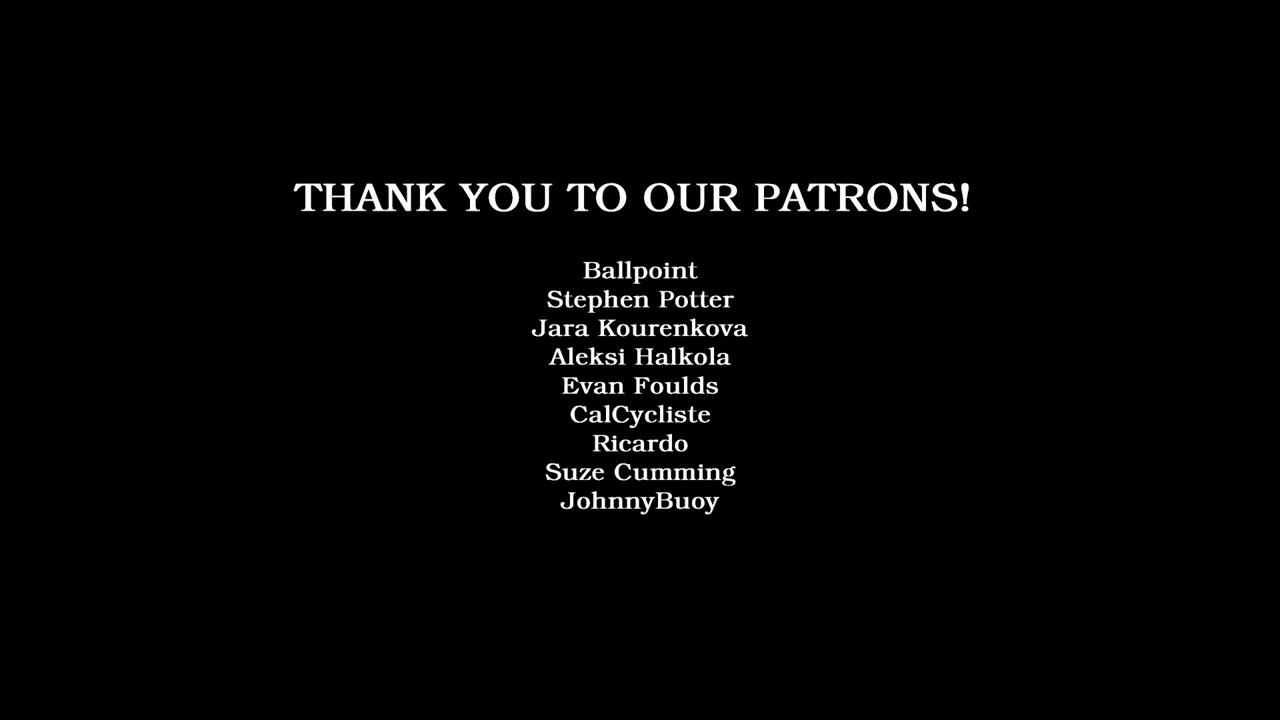 THANK YOU TO OUR PATRONS!
Ballpoint
Stephen Potter
Jara Kourenkova
Aleksi Halkola
Evan Foulds
CalCycliste
Ricardo
Suze Cumming
JohnnyBuoy